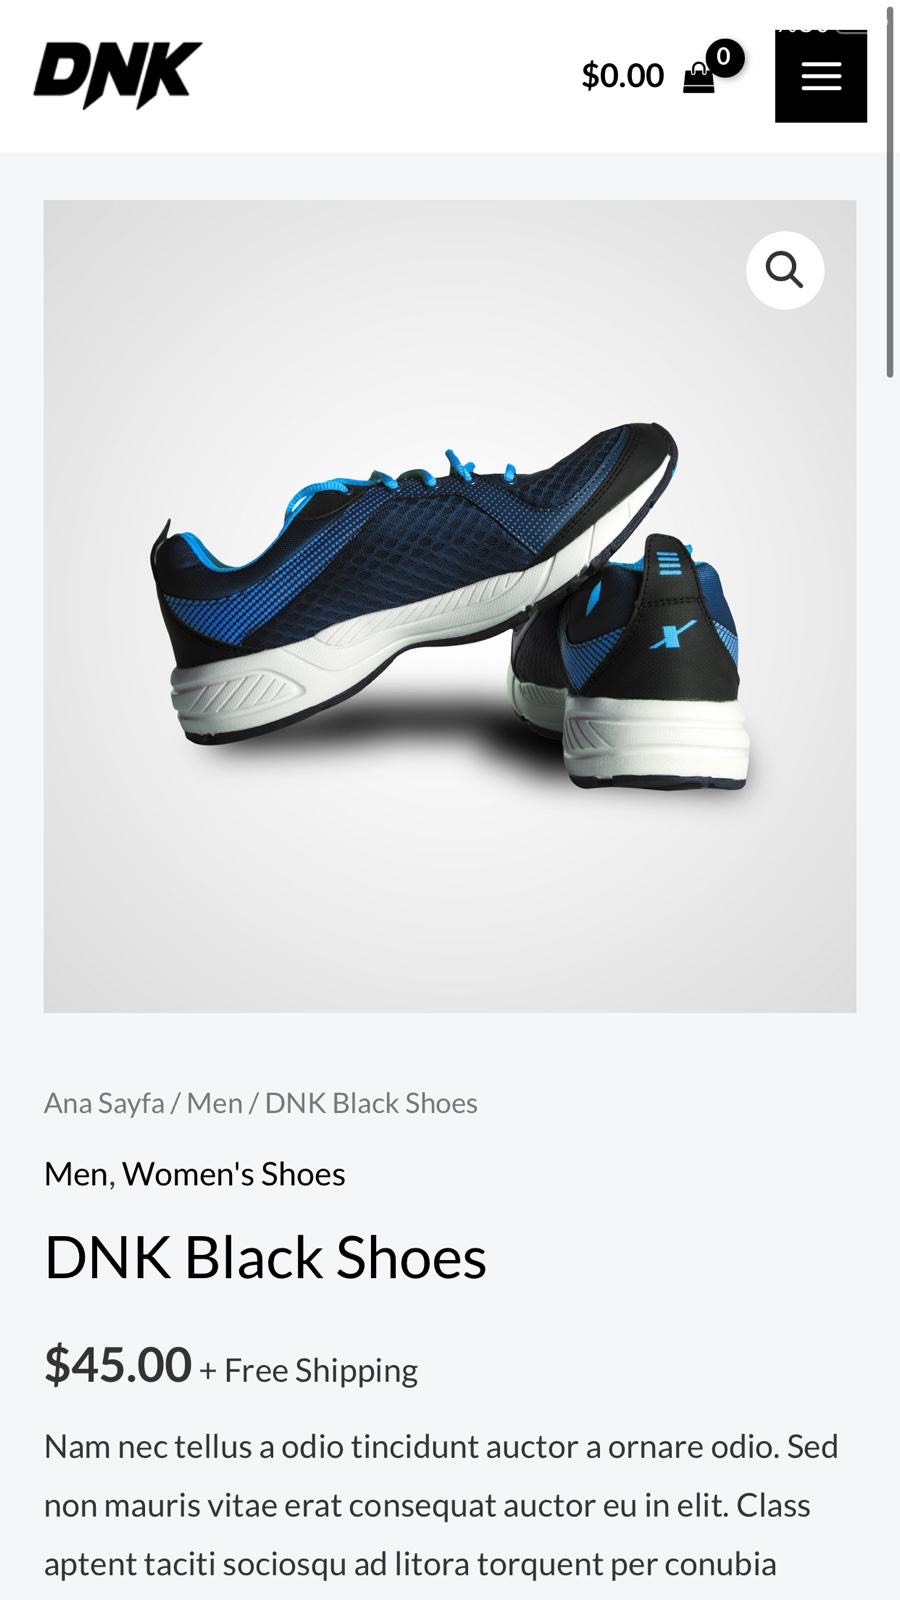 DNK
$0.00 0
Ana Sayfa / Men / DNK Black Shoes
Men, Women's Shoes
DNK Black Shoes
$45.00 + Free Shipping
Nam nec tellus a odio tincidunt auctor a ornare odio. Sed
non mauris vitae erat consequat auctor eu in elit. Class
aptent taciti sociosqu ad litora torquent per conubia